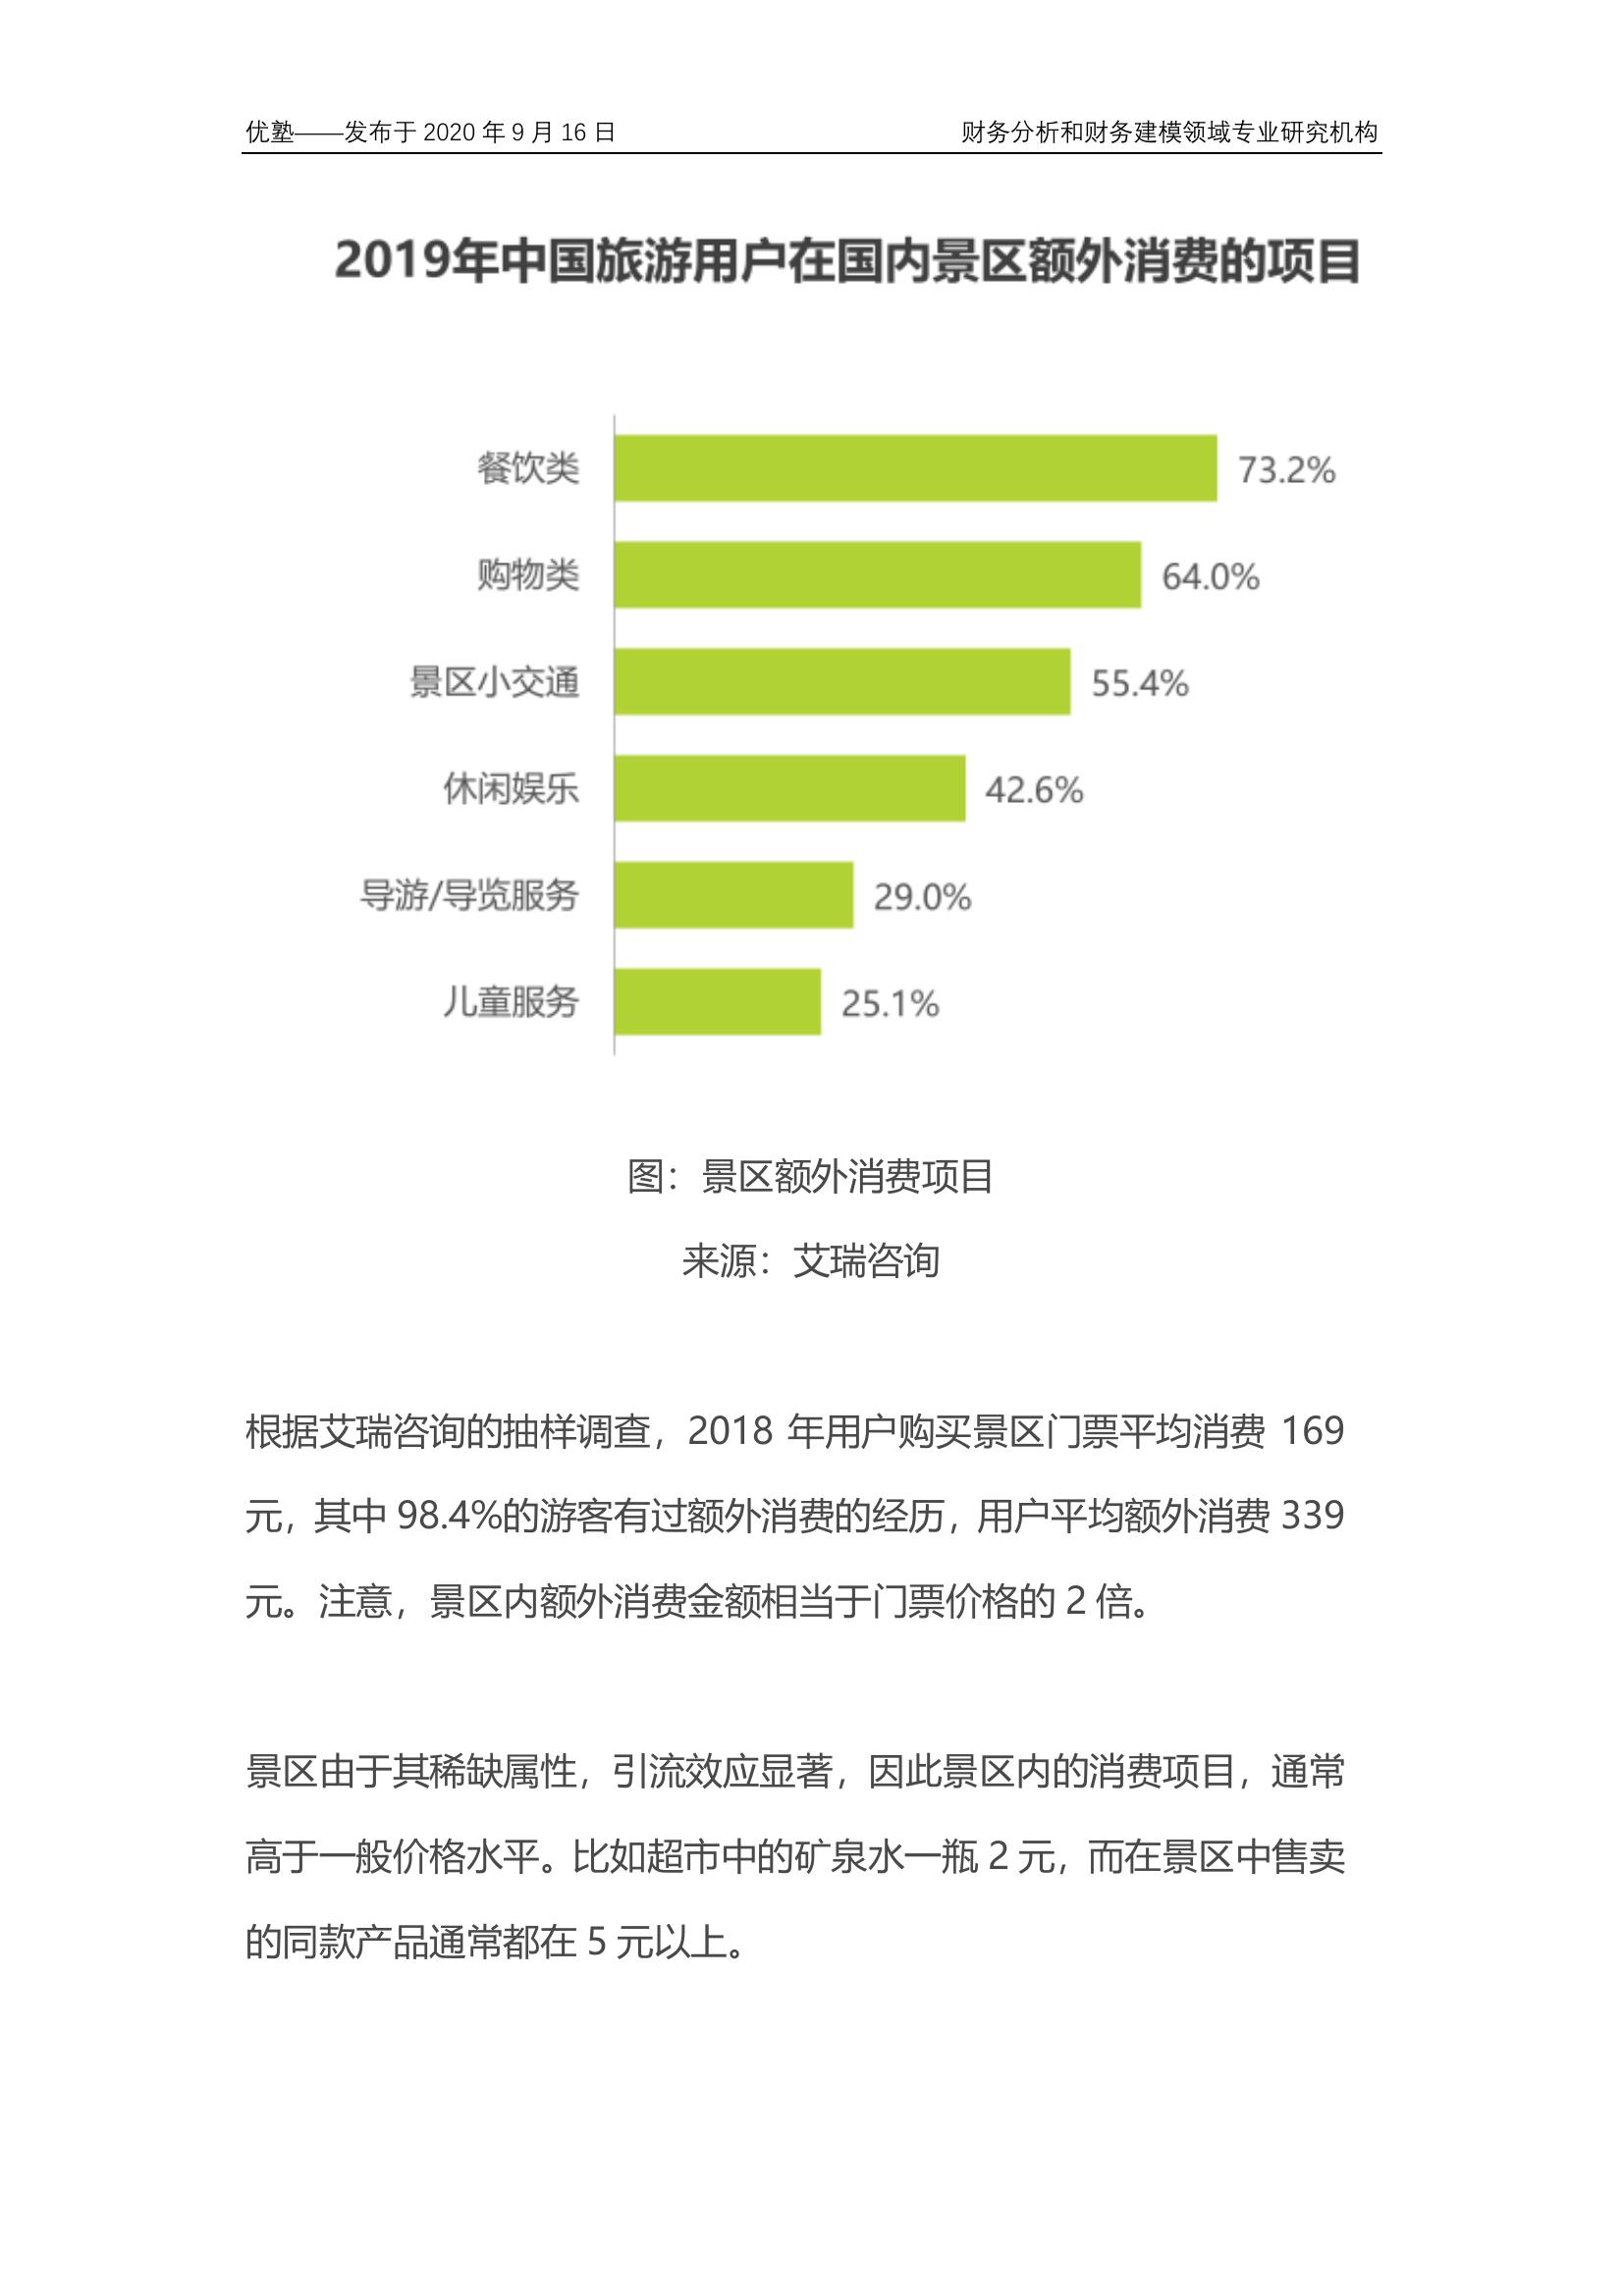 优塾——发布于 2020 年 9 月 16 日 财务分析和财务建模领域专业研究机构
2019年中国旅游用户在国内景区额外消费的项目
餐饮类 73.2%
购物类 64.0%
景区小交通 55.4%
休闲娱乐 42.6%
导游/导览服务 29.0%
儿童服务 25.1%
图：景区额外消费项目
来源：艾瑞咨询
根据艾瑞咨询的抽样调查，2018 年用户购买景区门票平均消费 169
元，其中 98.4%的游客有过额外消费的经历，用户平均额外消费 339
元。注意，景区内额外消费金额相当于门票价格的 2 倍。
景区由于其稀缺属性，引流效应显著，因此景区内的消费项目，通常
高于一般价格水平。比如超市中的矿泉水一瓶 2 元，而在景区中售卖
的同款产品通常都在 5 元以上。